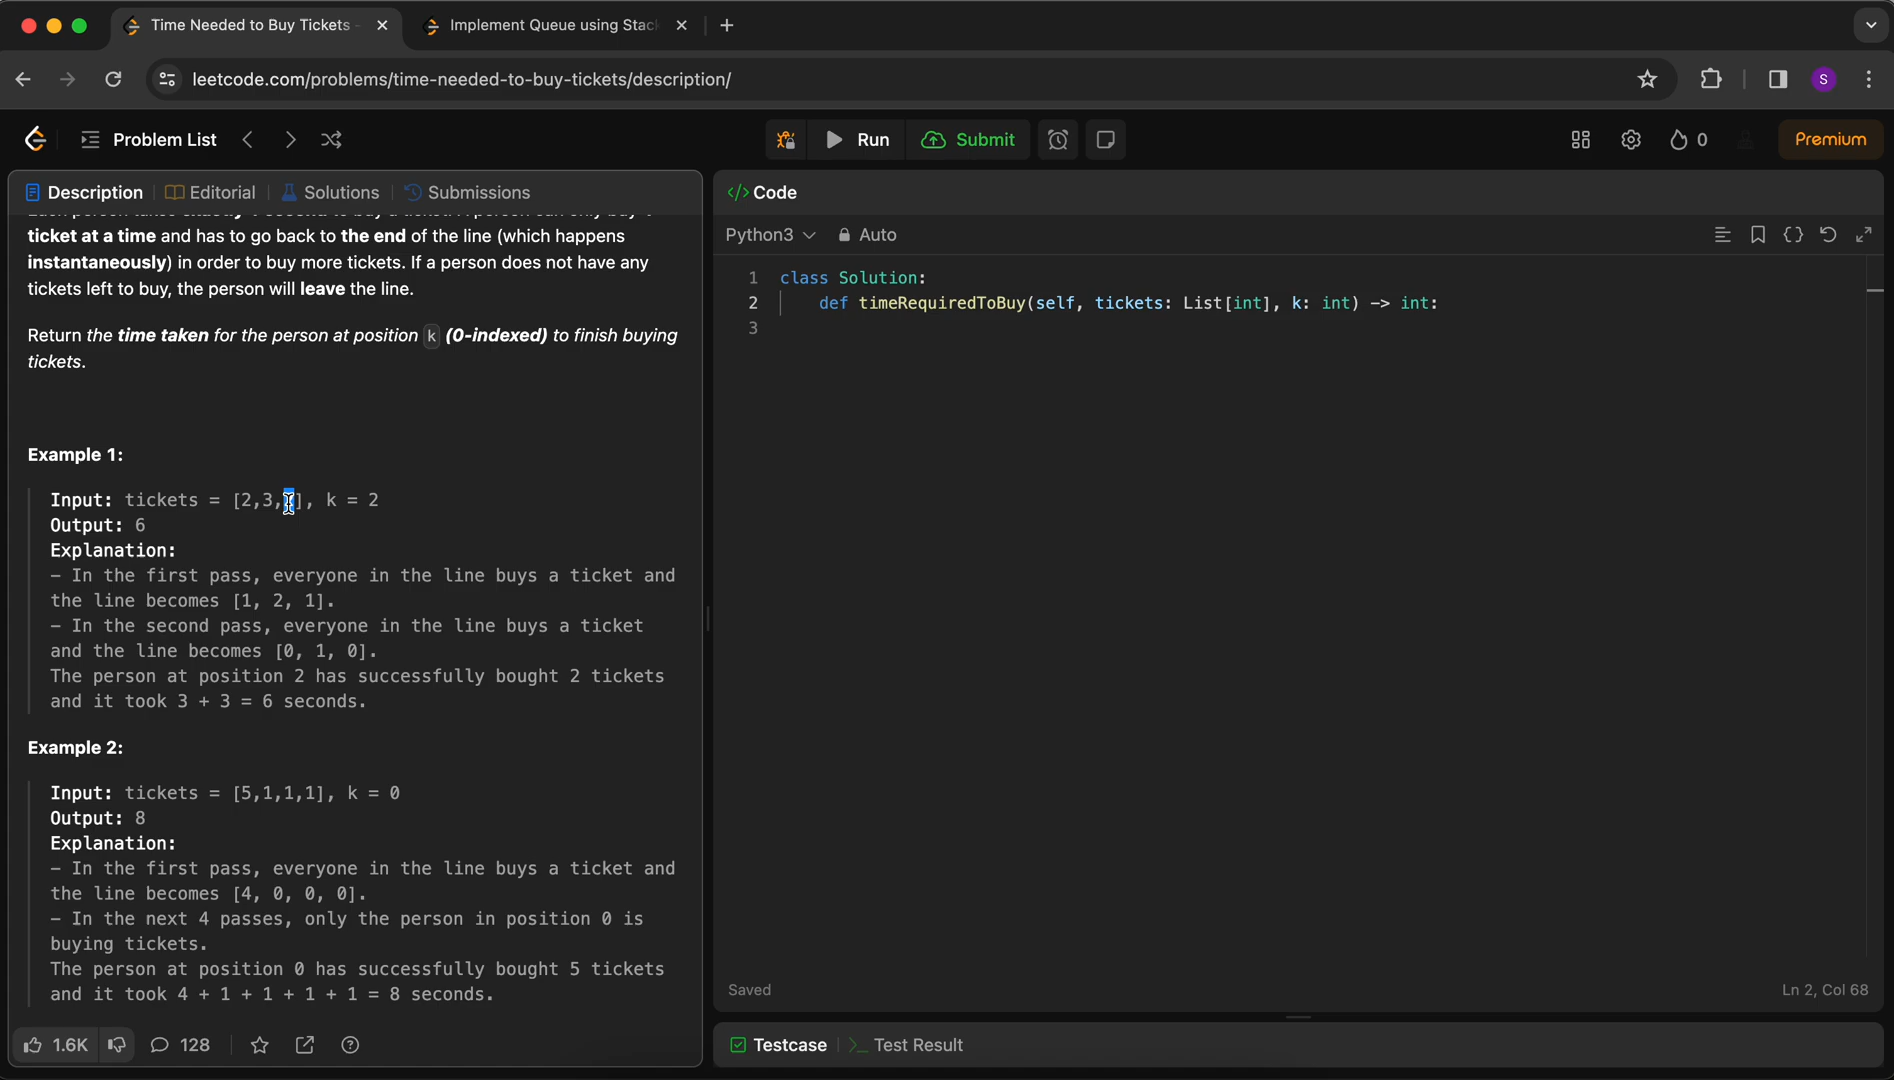 Time Needed to Buy Tickets -
Implement Queue using Stack
leetcode.com/problems/time-needed-to-buy-tickets/description/
S
Problem List
Run
Submit
0
Premium
Description
Editorial
Solutions
Submissions
ticket at a time and has to go back to the end of the line (which happens
instantaneously) in order to buy more tickets. If a person does not have any
tickets left to buy, the person will leave the line.
Return the time taken for the person at position k (0-indexed) to finish buying
tickets.
Example 1:
Input: tickets = [2,3,], k = 2
Output: 6
Explanation:
- In the first pass, everyone in the line buys a ticket and
the line becomes [1, 2, 1].
- In the second pass, everyone in the line buys a ticket
and the line becomes [0, 1, 0].
The person at position 2 has successfully bought 2 tickets
and it took 3 + 3 = 6 seconds.
Example 2:
Input: tickets = [5,1,1,1], k = 0
Output: 8
Explanation:
- In the first pass, everyone in the line buys a ticket and
the line becomes [4, 0, 0, 0].
- In the next 4 passes, only the person in position 0 is
buying tickets.
The person at position 0 has successfully bought 5 tickets
and it took 4 + 1 + 1 + 1 + 1 = 8 seconds.
1.6K
128
</> Code
Python3
Auto
1 class Solution:
2 def timeRequiredToBuy(self, tickets: List[int], k: int) -> int:
3
Saved
Ln 2, Col 68
Testcase
>_ Test Result